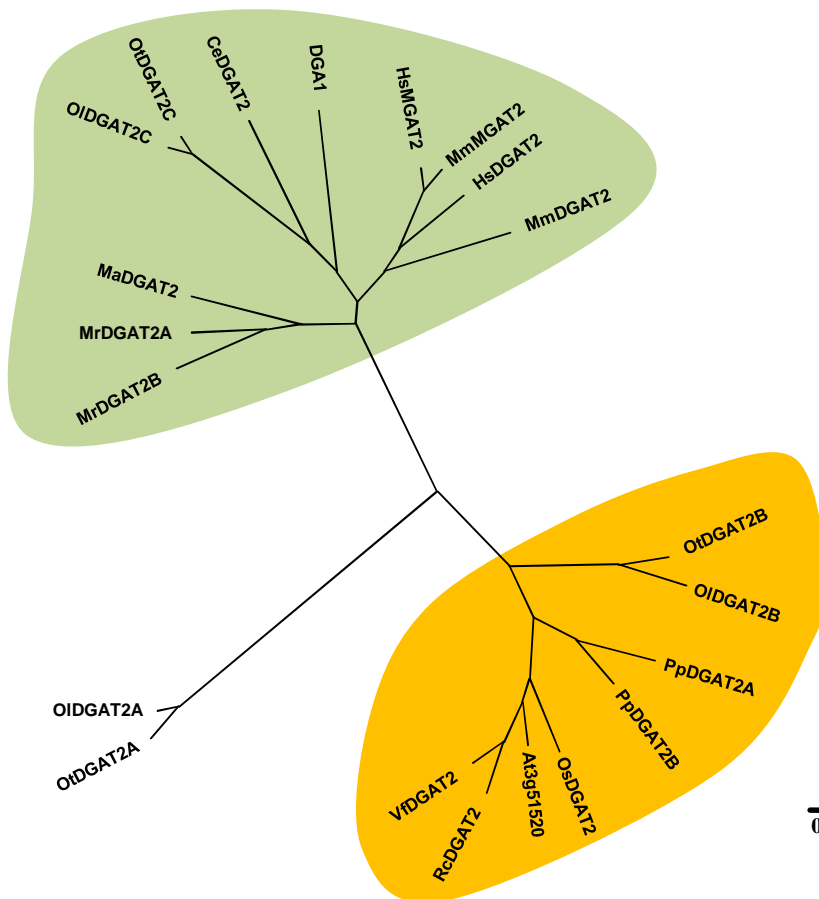 OtDGAT2C
CeDGAT2
DGA1
HsMGAT2
MmMGAT2
OlDGAT2C
HsDGAT2
MmDGAT2
MaDGAT2
MrDGAT2A
MrDGAT2B
OtDGAT2B
OlDGAT2B
PpDGAT2A
PpDGAT2B
OlDGAT2A
OtDGAT2A
VfDGAT2
RcDGAT2
At3g51520
OsDGAT2
0